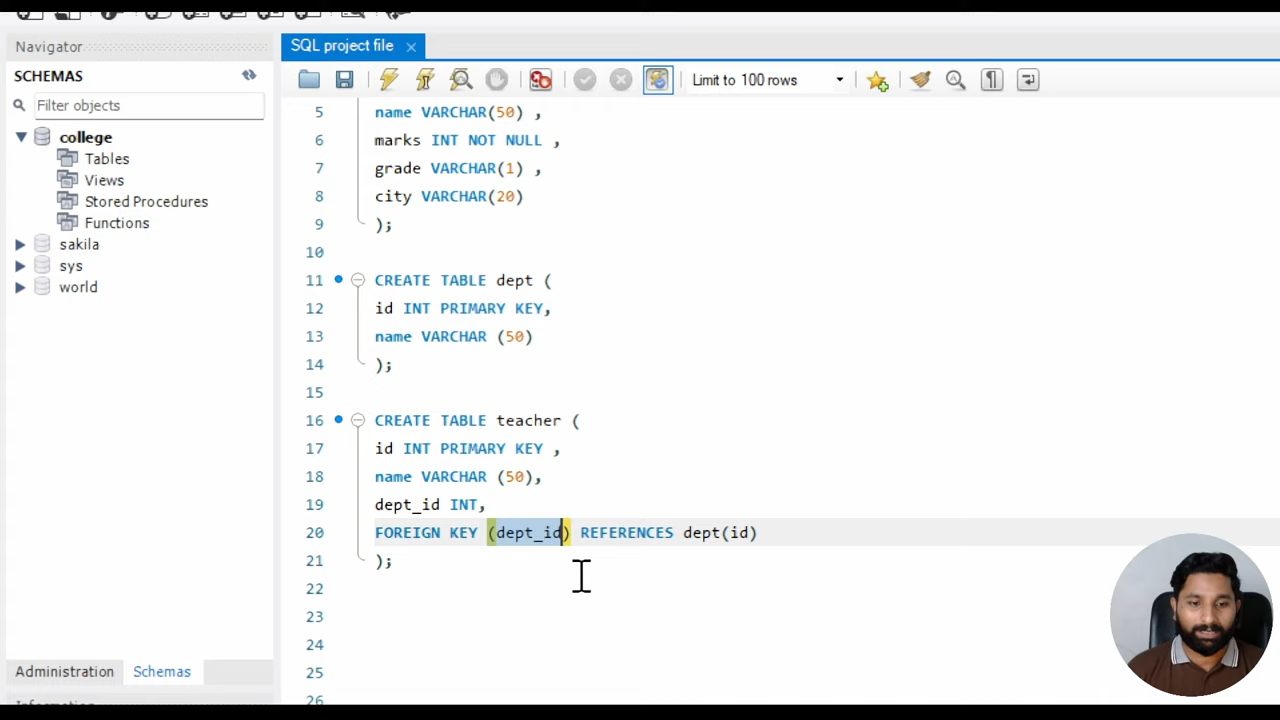 Navigator
SQL project file
SCHEMAS
Limit to 100 rows
Filter objects
college
Tables
Views
Stored Procedures
Functions
sakila
sys
world
5 name VARCHAR(50) ,
6 marks INT NOT NULL ,
7 grade VARCHAR(1) ,
8 city VARCHAR(20)
9 );
10
11 CREATE TABLE dept (
12 id INT PRIMARY KEY,
13 name VARCHAR (50)
14 );
15
16 CREATE TABLE teacher (
17 id INT PRIMARY KEY ,
18 name VARCHAR (50),
19 dept_id INT,
20 FOREIGN KEY (dept_id) REFERENCES dept(id)
21 );
22
23
24
25
26
Administration Schemas
Information